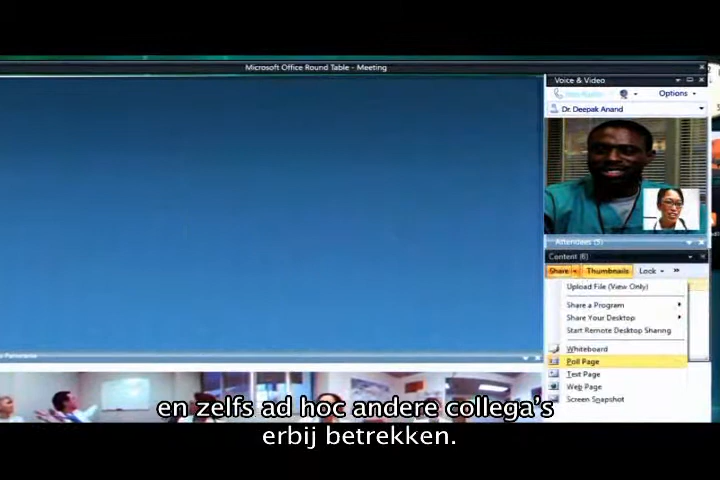 Microsoft Office Round Table - Meeting
Voice & Video
Options
Dr. Deepak Anand
Attendees (5)
Content (6)
Share
Thumbnails
Lock
Upload File (View Only)
Share a Program
Share Your Desktop
Start Remote Desktop Sharing
Whiteboard
Poll Page
Text Page
Web Page
Screen Snapshot
en zelfs ad hoc andere collega's
erbij betrekken.